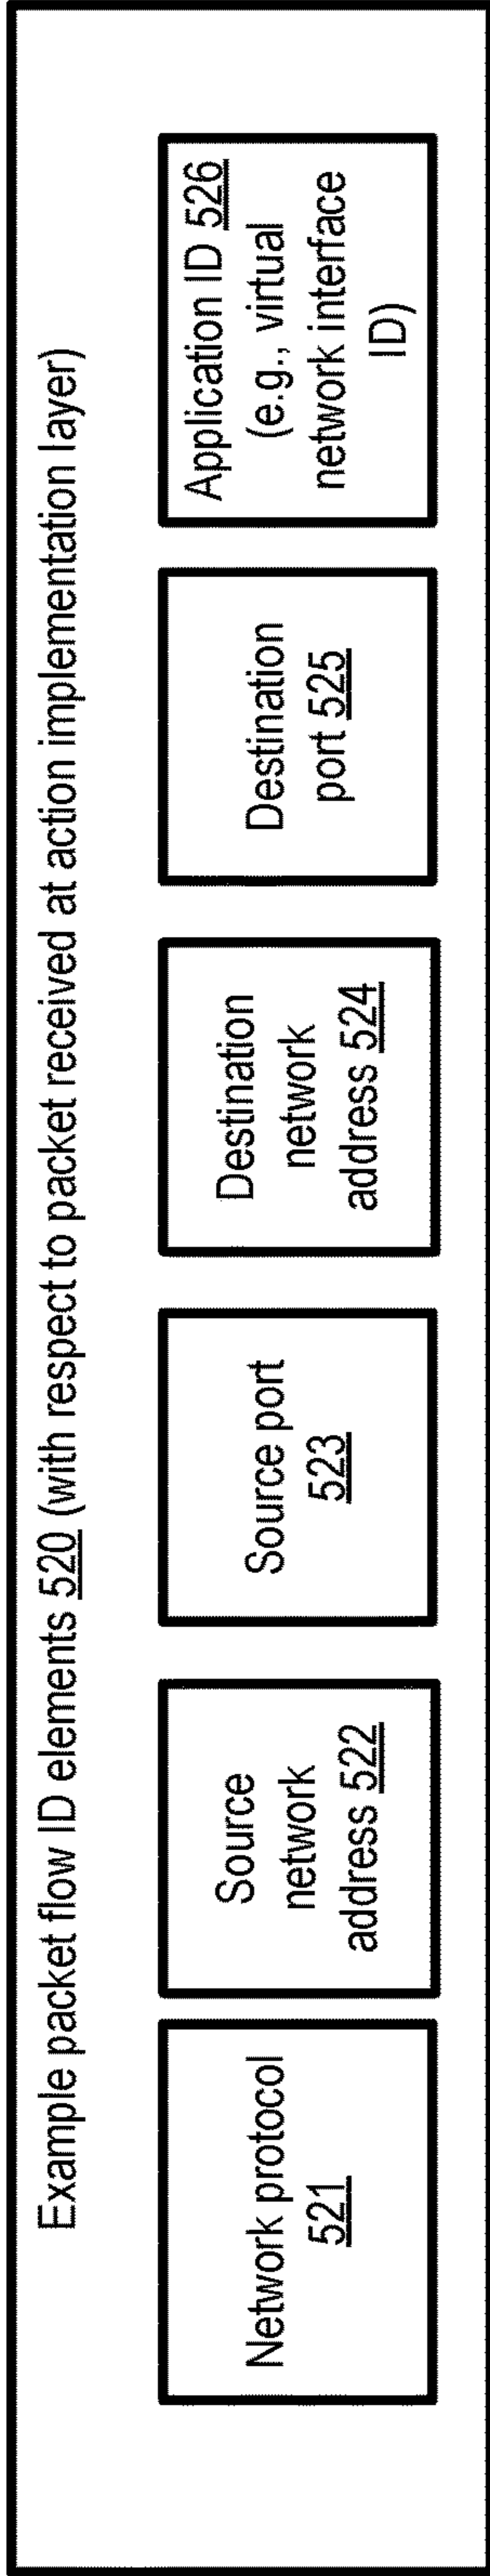 Example packet flow ID elements 520 (with respect to packet received at action implementation layer)
Network protocol
521
Source
network
address 522
Source port
523
Destination
network
address 524
Destination
port 525
Application ID 526
(e.g., virtual
network interface
ID)